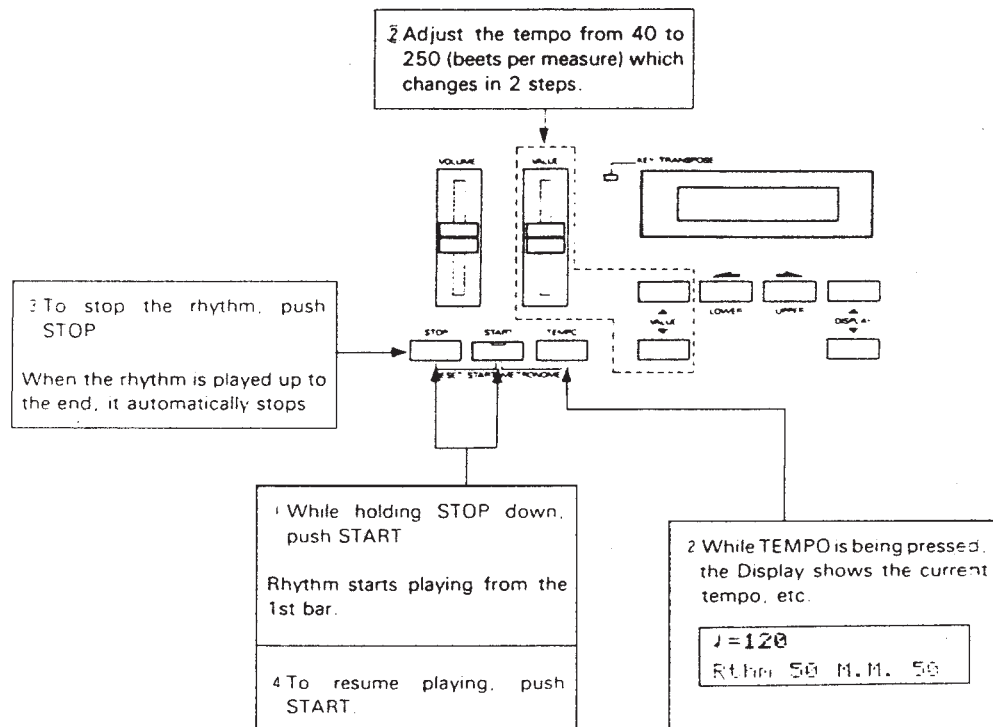 2 Adjust the tempo from 40 to
250 (beets per measure) which
changes in 2 steps.
VOLUME
VALUE
KEY TRANSPOSE
3 To stop the rhythm, push
STOP
When the rhythm is played up to
the end, it automatically stops
STOP
START
TEMPO
RESET START
METRONOME
VALUE
LOWER
UPPER
DISPLAY
1 While holding STOP down,
push START
Rhythm starts playing from the
1st bar.
4 To resume playing, push
START.
2 While TEMPO is being pressed,
the Display shows the current
tempo, etc.
♩=120
Rthm 50 M.M. 50